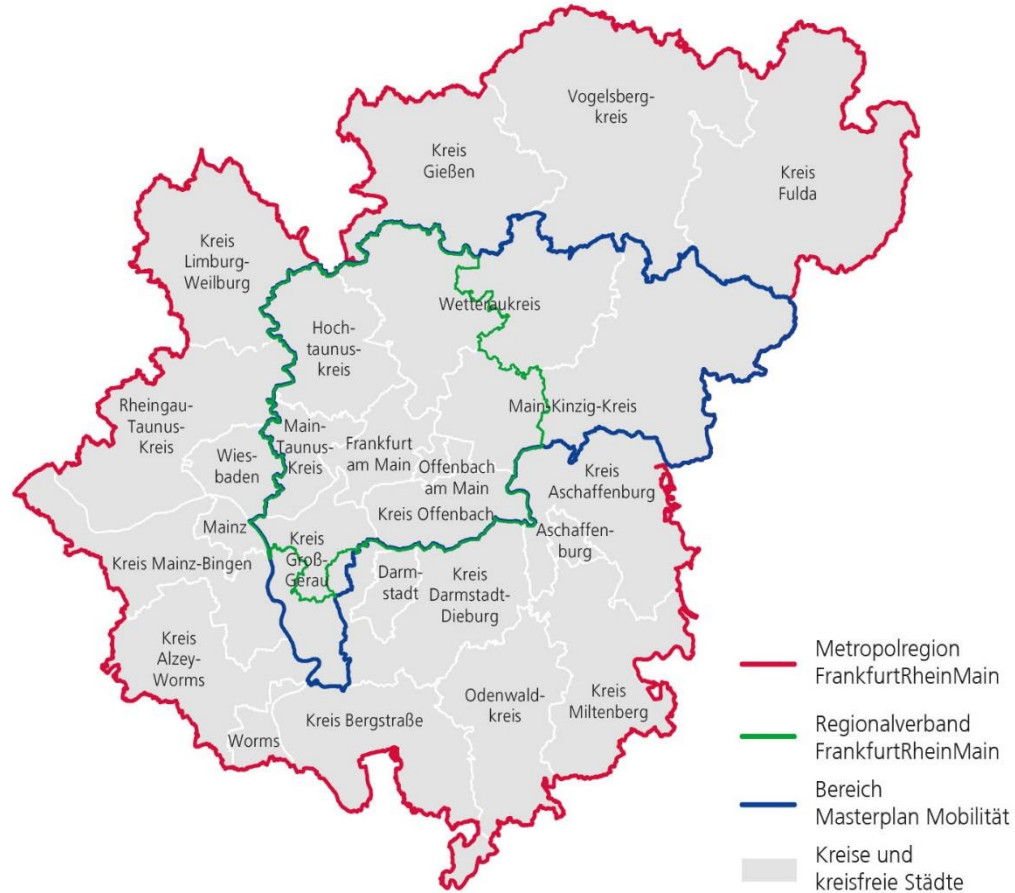 Vogelsberg-
kreis
Kreis
Gießen
Kreis
Fulda
Kreis
Limburg-
Weilburg
Wetteraukreis
Hoch-
taunus-
kreis
Rheingau-
Taunus-
Kreis
Main-Kinzig-Kreis
Main-
Taunus-
Kreis
Frankfurt
am Main
Wies-
baden
Offenbach
am Main
Kreis
Aschaffenburg
Kreis Offenbach
Mainz
Aschaffen-
burg
Kreis
Groß-
Gerau
Kreis Mainz-Bingen
Darm-
stadt
Kreis
Darmstadt-
Dieburg
Kreis
Alzey-
Worms
Odenwald-
kreis
Kreis
Miltenberg
Kreis Bergstraße
Worms
Metropolregion
FrankfurtRheinMain
Regionalverband
FrankfurtRheinMain
Bereich
Masterplan Mobilität
Kreise und
kreisfreie Städte